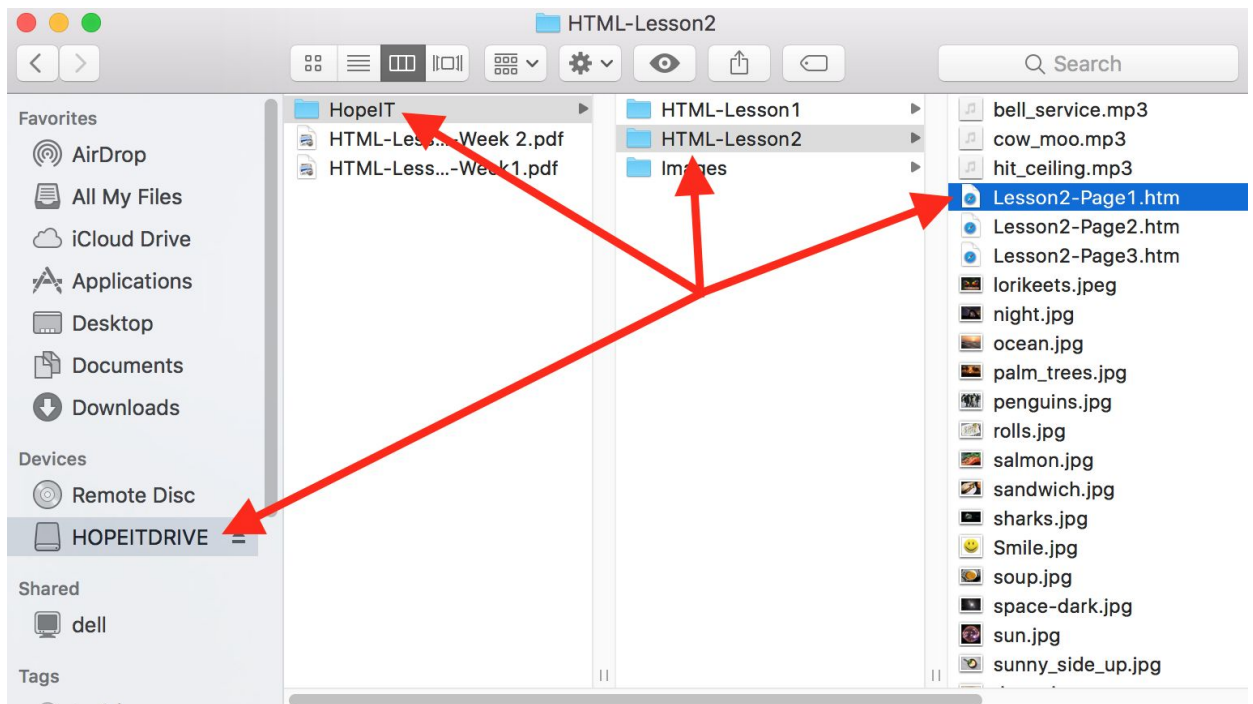 HTML-Lesson2
Search
Favorites
AirDrop
All My Files
iCloud Drive
Applications
Desktop
Documents
Downloads
Devices
Remote Disc
HOPEITDRIVE
Shared
dell
Tags
HopeIT
HTML-Less...-Week 2.pdf
HTML-Less...-Week1.pdf
HTML-Lesson1
HTML-Lesson2
Images
bell_service.mp3
cow_moo.mp3
hit_ceiling.mp3
Lesson2-Page1.htm
Lesson2-Page2.htm
Lesson2-Page3.htm
lorikeets.jpeg
night.jpg
ocean.jpg
palm_trees.jpg
penguins.jpg
rolls.jpg
salmon.jpg
sandwich.jpg
sharks.jpg
Smile.jpg
soup.jpg
space-dark.jpg
sun.jpg
sunny_side_up.jpg